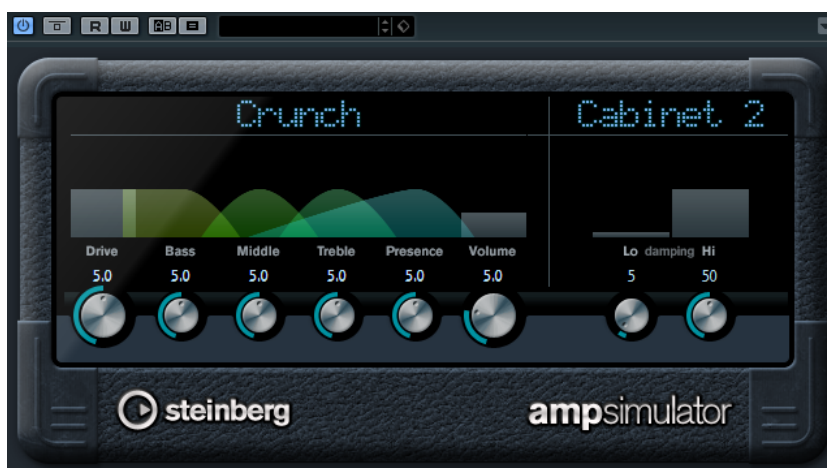 R W AB
Crunch Cabinet 2
Drive Bass Middle Treble Presence Volume Lo damping Hi
5.0 5.0 5.0 5.0 5.0 5.0 5 50
steinberg ampsimulator